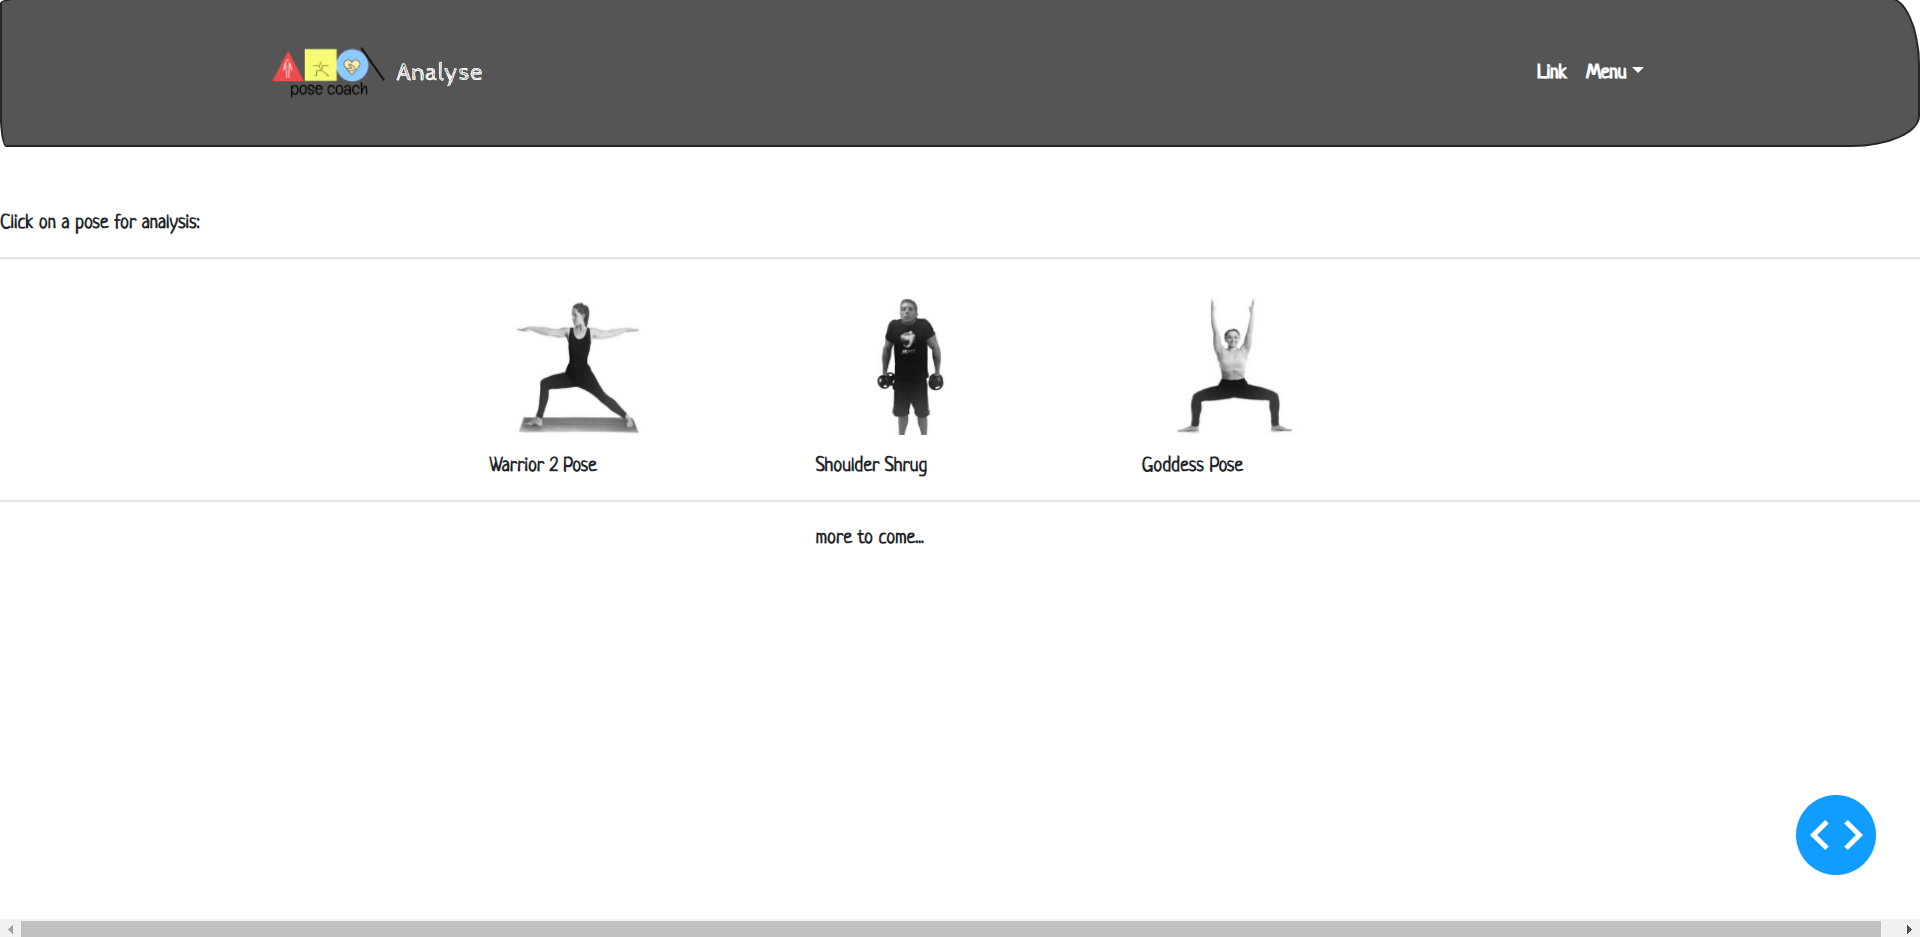 pose coach
Analyse
Link
Menu
Click on a pose for analysis:
Warrior 2 Pose
Shoulder Shrug
Goddess Pose
more to come...